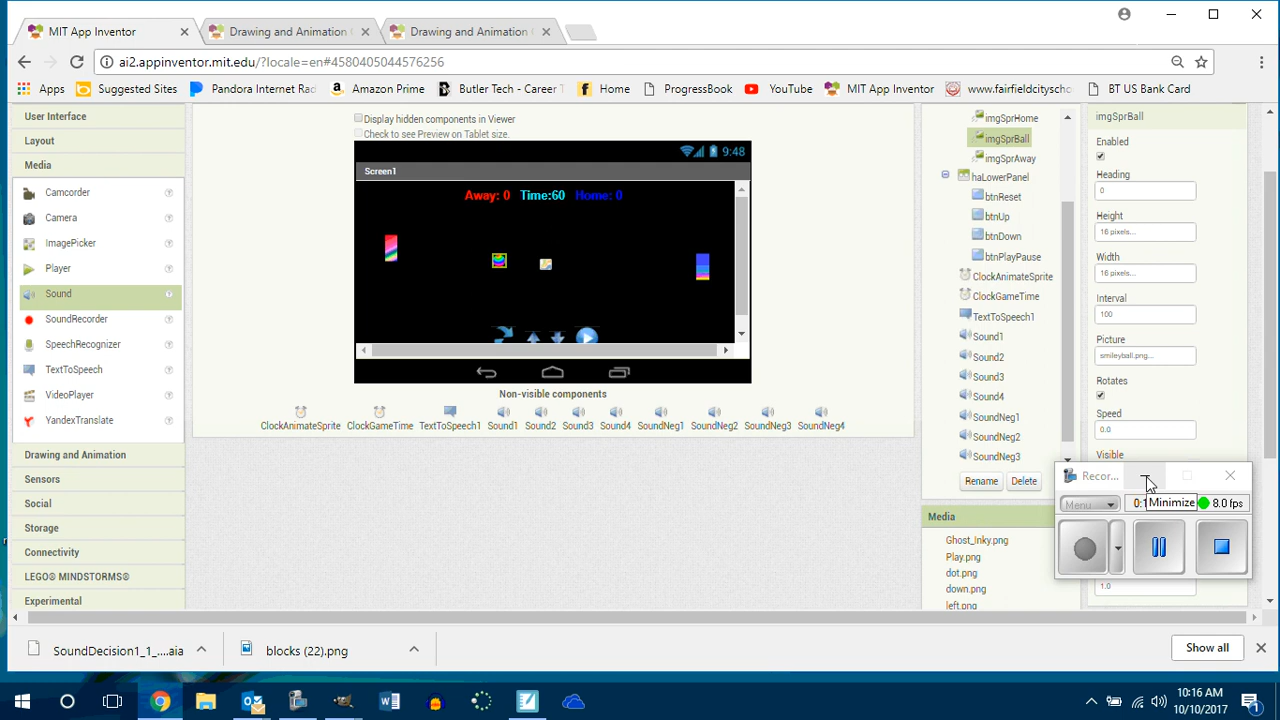 MIT App Inventor
Drawing and Animation
Drawing and Animation
ai2.appinventor.mit.edu/?locale=en#4580405044576256
Apps
Suggested Sites
Pandora Internet Rad
Amazon Prime
Butler Tech - Career T
Home
ProgressBook
YouTube
MIT App Inventor
www.fairfieldcityscho
BT US Bank Card
User Interface
Layout
Media
Camcorder
Camera
ImagePicker
Player
Sound
SoundRecorder
SpeechRecognizer
TextToSpeech
VideoPlayer
YandexTranslate
Drawing and Animation
Sensors
Social
Storage
Connectivity
LEGO® MINDSTORMS®
Experimental
Display hidden components in Viewer
Check to see Preview on Tablet size.
9:48
Screen1
Away: 0 Time:60 Home: 0
Non-visible components
ClockAnimateSprite ClockGameTime TextToSpeech1 Sound1 Sound2 Sound3 Sound4 SoundNeg1 SoundNeg2 SoundNeg3 SoundNeg4
imgSprHome
imgSprBall
imgSprAway
haLowerPanel
btnReset
btnUp
btnDown
btnPlayPause
ClockAnimateSprite
ClockGameTime
TextToSpeech1
Sound1
Sound2
Sound3
Sound4
SoundNeg1
SoundNeg2
SoundNeg3
Rename Delete
Media
Ghost_Inky.png
Play.png
dot.png
down.png
left.png
imgSprBall
Enabled
Heading
0
Height
16 pixels...
Width
16 pixels...
Interval
100
Picture
smileyball.png...
Rotates
Speed
0.0
Visible
1.0
Recor...
Menu
0:1
Minimize
8.0 fps
SoundDecision1_1_....aia
blocks (22).png
Show all
10:16 AM
10/10/2017
1